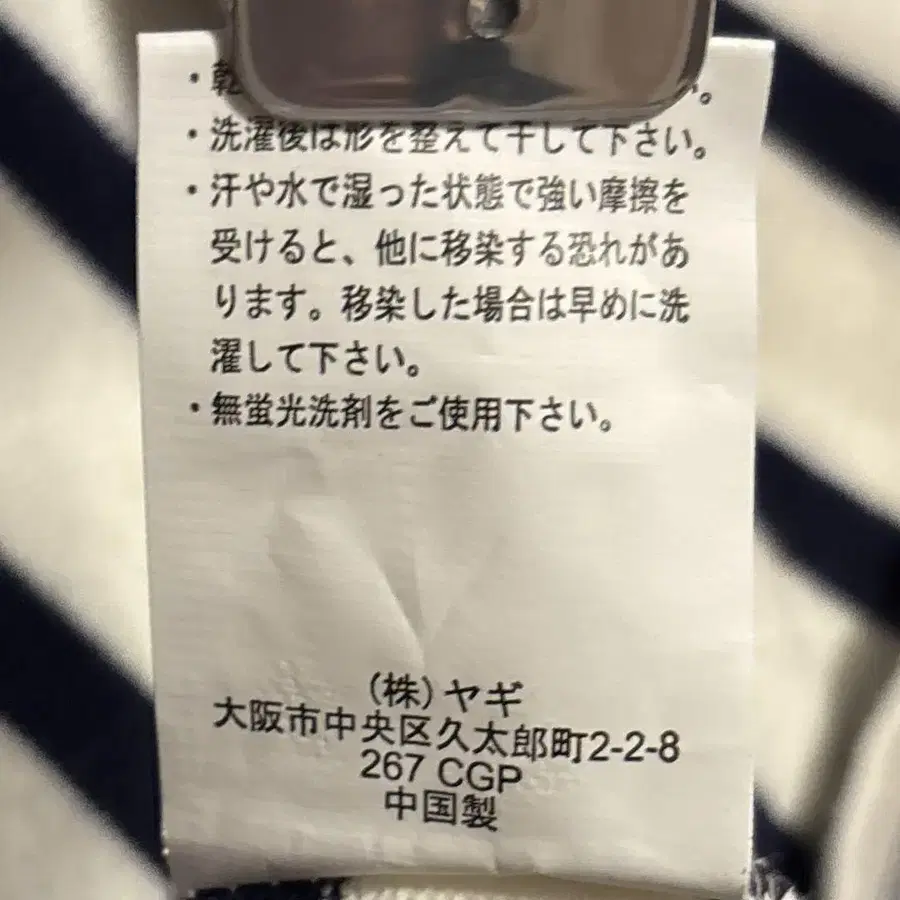 ・乾
・洗濯後は形を整えて干して下さい。
・汗や水で湿った状態で強い摩擦を
受けると、他に移染する恐れがあ
ります。移染した場合は早めに洗
濯して下さい。
・無蛍光洗剤をご使用下さい。
(株)ヤギ
大阪市中央区久太郎町2-2-8
267 CGP
中国製